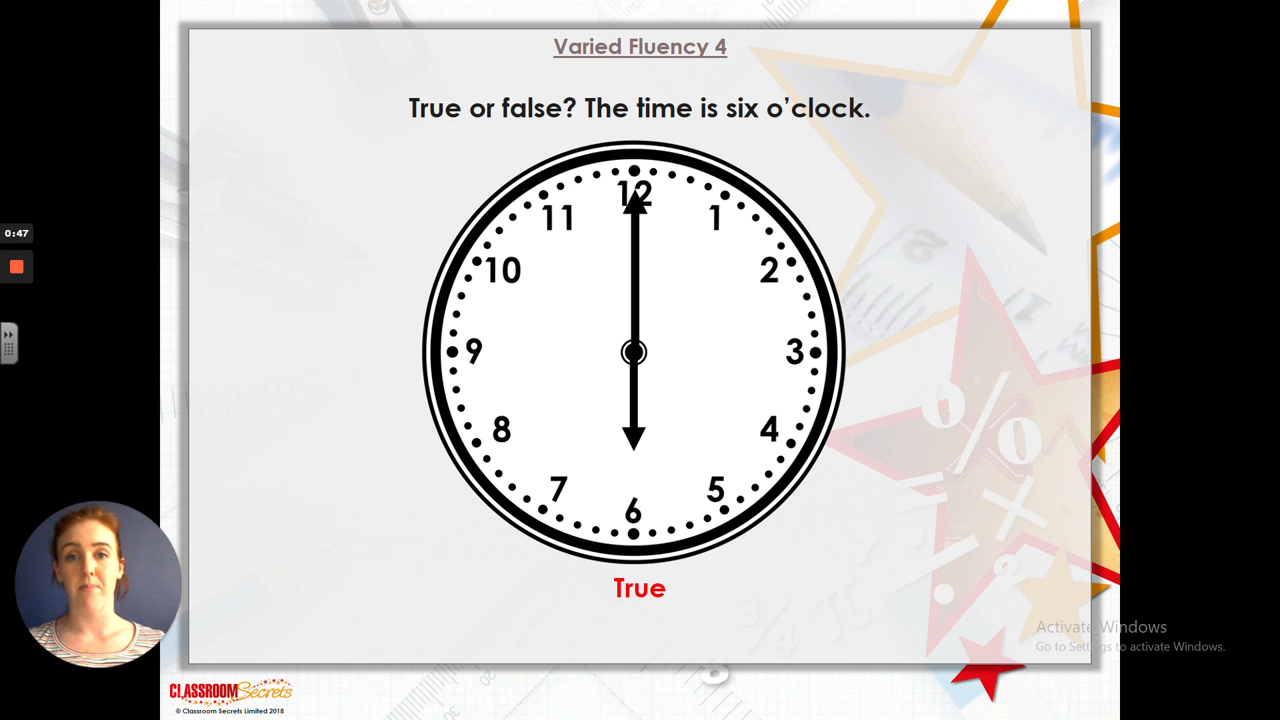 Varied Fluency 4
True or false? The time is six o’clock.
12
11
1
10
2
9
3
8
4
7
5
6
True
0:47
Activate Windows
Go to Settings to activate Windows.
CLASSROOM Secrets
© Classroom Secrets Limited 2018